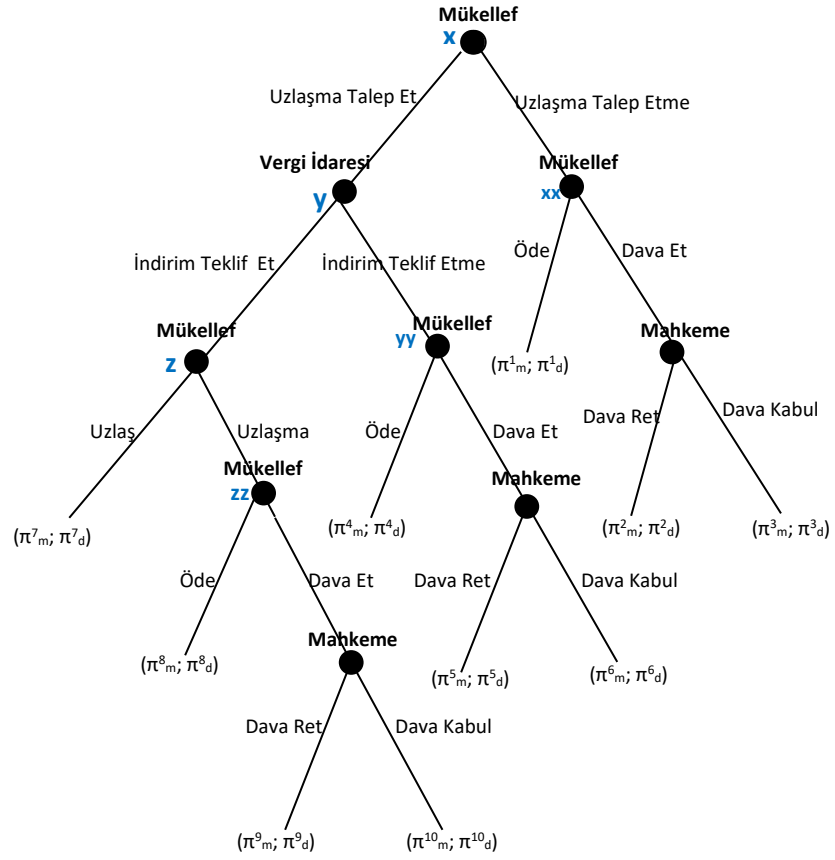 Mükellef
x
Uzlaşma Talep Et
Uzlaşma Talep Etme
Vergi İdaresi
Mükellef
y
xx
İndirim Teklif Et
İndirim Teklif Etme
Öde
Dava Et
Mükellef
Mükellef
Mahkeme
z
yy
(π¹ₘ; π¹d)
Uzlaş
Uzlaşma
Öde
Dava Et
Dava Ret
Dava Kabul
Mükellef
zz
Mahkeme
(π⁷ₘ; π⁷d)
(π⁴ₘ; π⁴d)
(π²ₘ; π²d)
(π³ₘ; π³d)
Öde
Dava Et
Dava Ret
Dava Kabul
Mahkeme
(π⁸ₘ; π⁸d)
(π⁵ₘ; π⁵d)
(π⁶ₘ; π⁶d)
Dava Ret
Dava Kabul
(π⁹ₘ; π⁹d)
(π¹⁰ₘ; π¹⁰d)